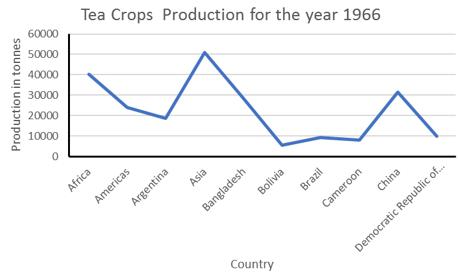 Tea Crops Production for the year 1966
Production in tonnes
60000
50000
40000
30000
20000
10000
0
Africa
Americas
Argentina
Asia
Bangladesh
Bolivia
Brazil
Cameroon
China
Democratic Republic of...
Country